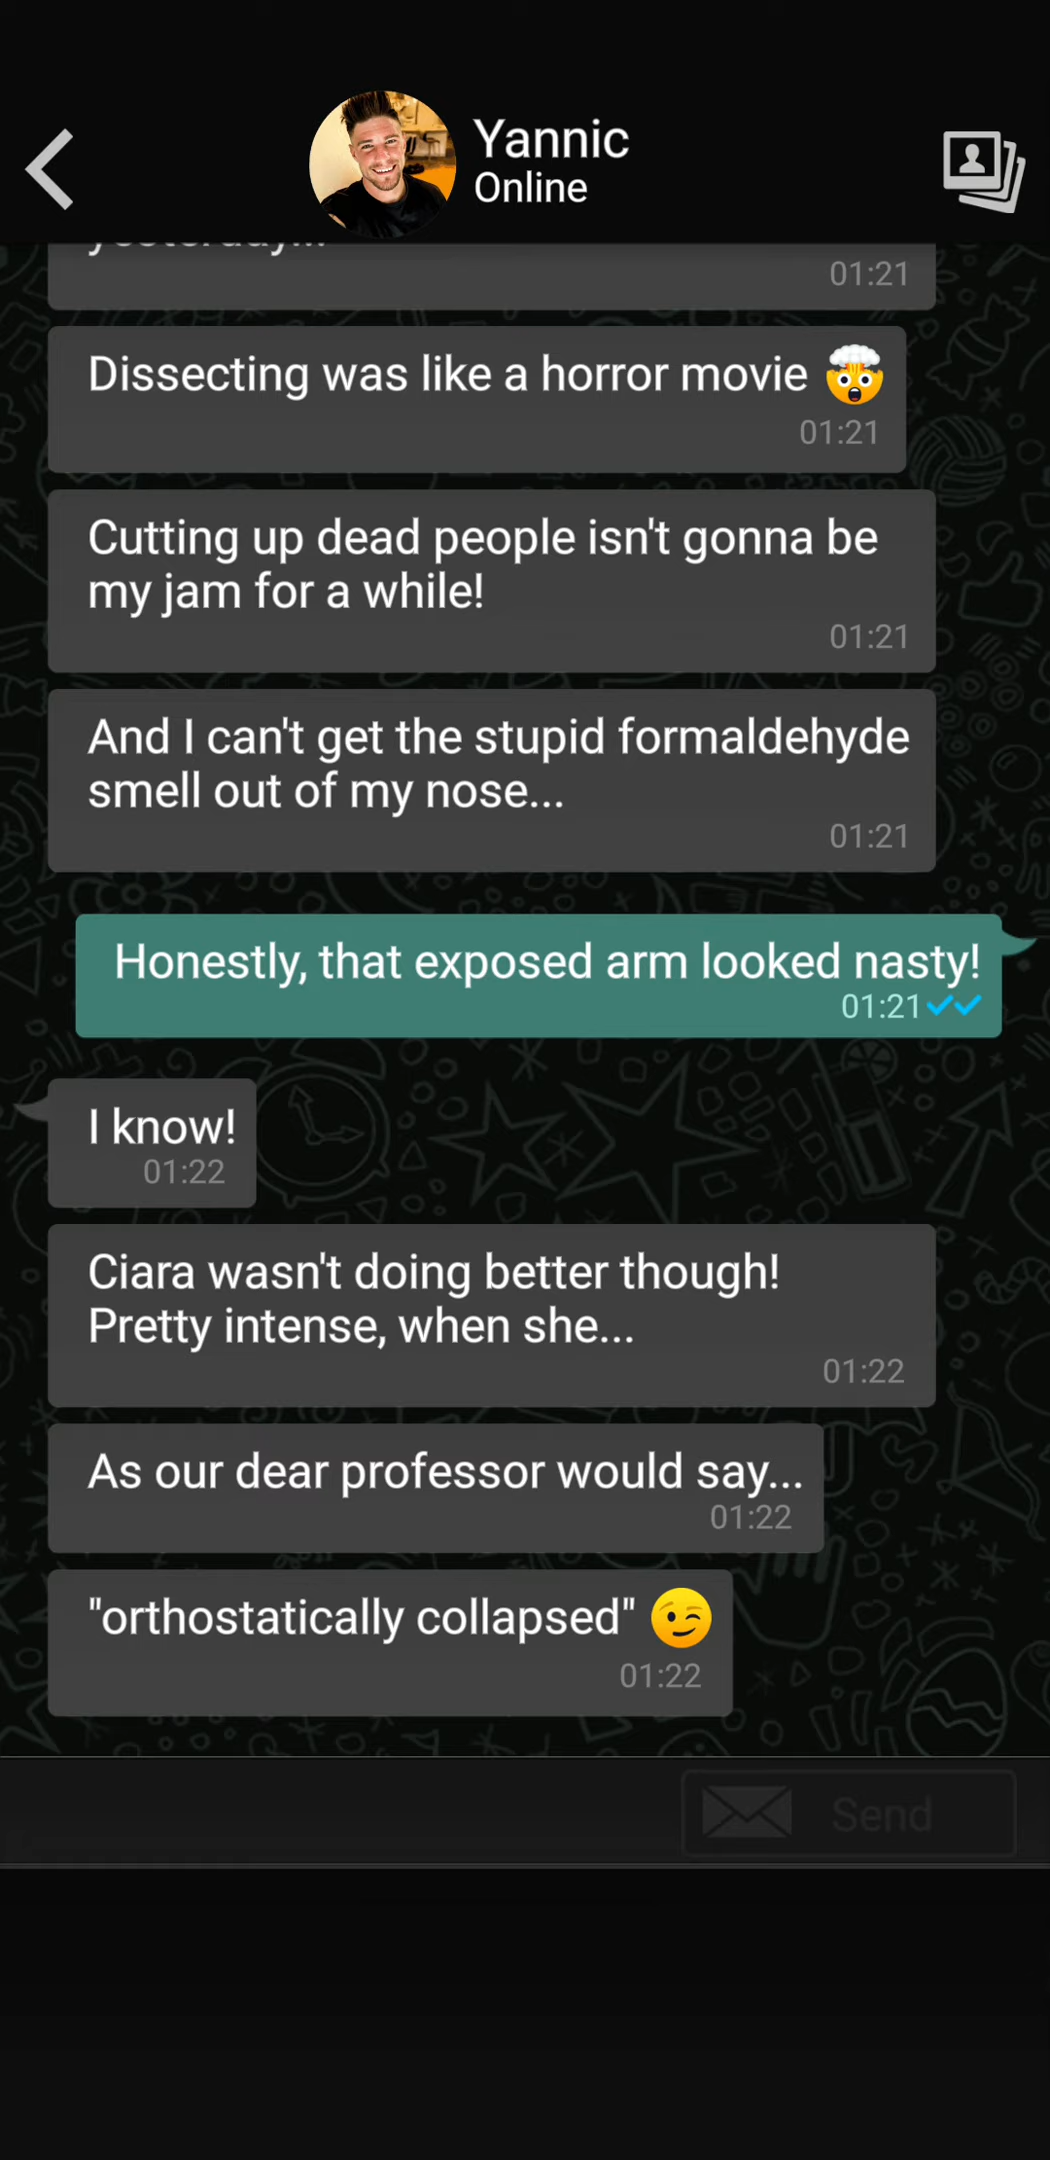 Yannic
Online
yesterday...
01:21
Dissecting was like a horror movie 🤯
01:21
Cutting up dead people isn't gonna be
my jam for a while!
01:21
And I can't get the stupid formaldehyde
smell out of my nose...
01:21
Honestly, that exposed arm looked nasty!
01:21
I know!
01:22
Ciara wasn't doing better though!
Pretty intense, when she...
01:22
As our dear professor would say...
01:22
"orthostatically collapsed" 😉
01:22
Send